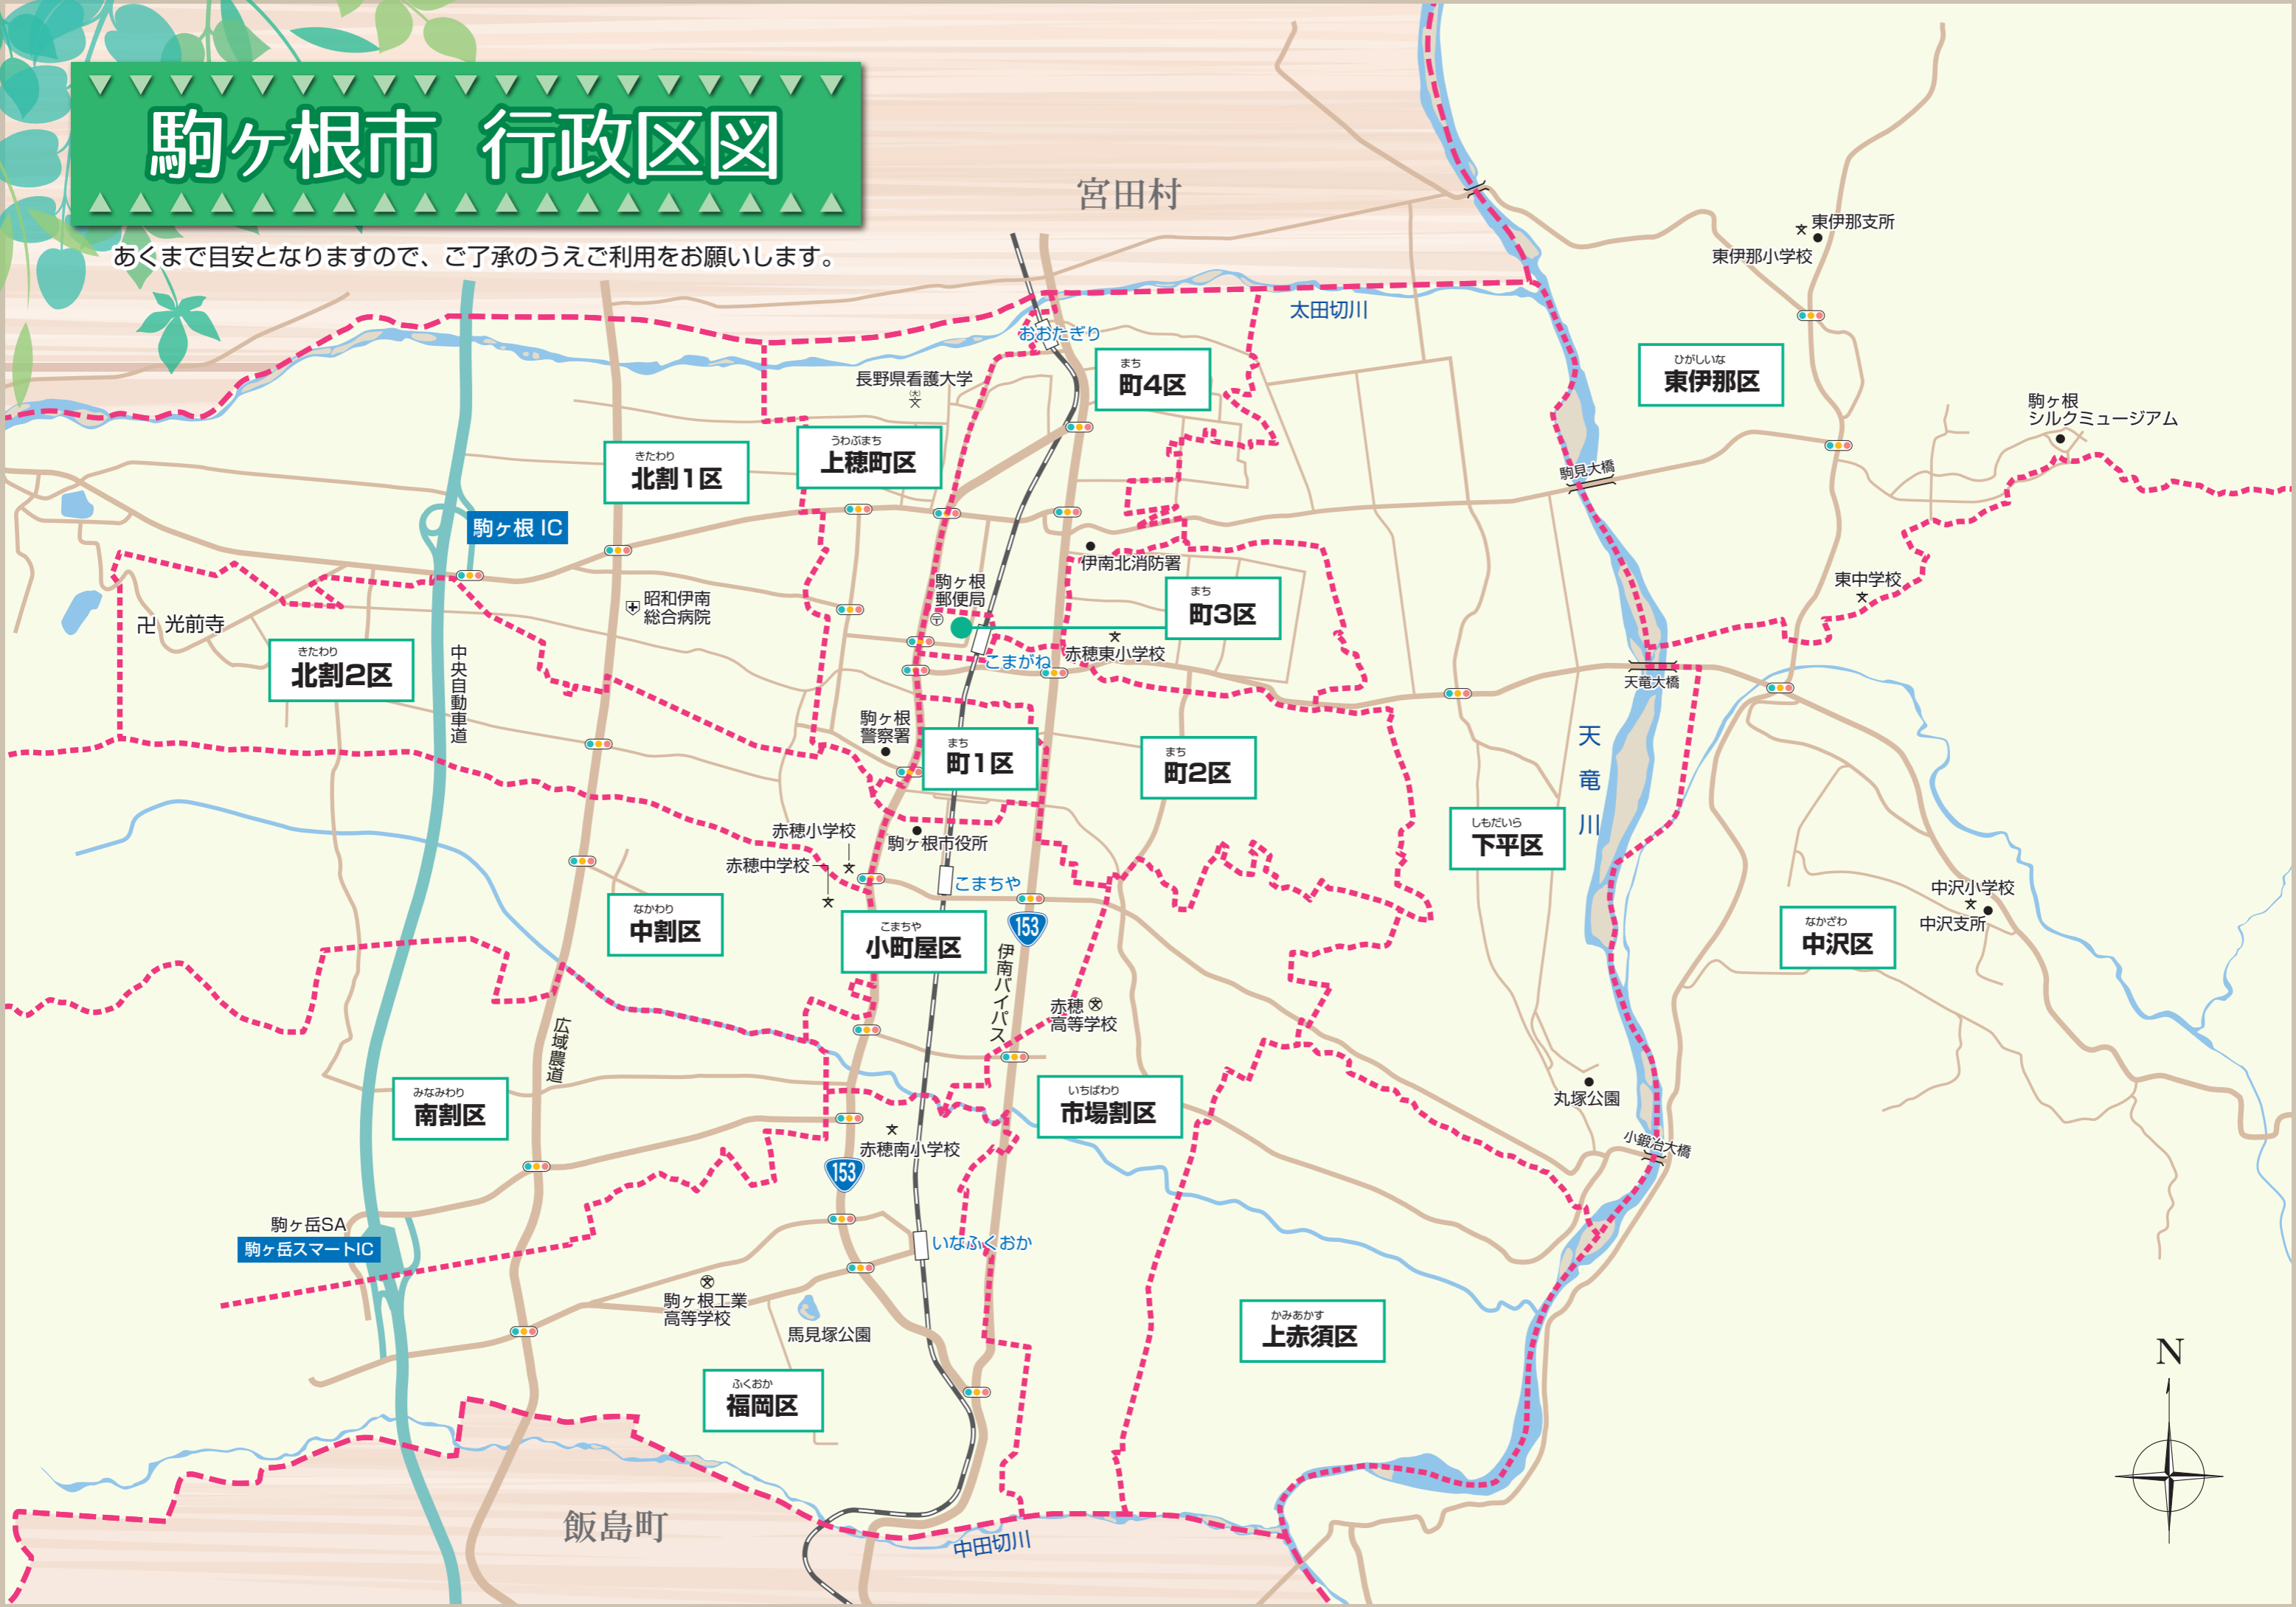 駒ヶ根市 行政区図
あくまで目安となりますので、ご了承のうえご利用をお願いします。
宮田村
東伊那支所
東伊那小学校
太田切川
おおたぎり
まち
町4区
ひがしいな
東伊那区
長野県看護大学
駒ヶ根
シルクミュージアム
うわぶまち
上穂町区
きたわり
北割1区
駒見大橋
駒ヶ根 IC
伊南北消防署
駒ヶ根
郵便局
まち
町3区
東中学校
昭和伊南
総合病院
卍 光前寺
きたわり
北割2区
こまがね
赤穂東小学校
天竜大橋
中央自動車道
駒ヶ根
警察署
まち
町1区
まち
町2区
天竜川
しもだいら
下平区
赤穂小学校
駒ヶ根市役所
赤穂中学校
こまちや
中沢小学校
中沢支所
なかわり
中割区
こまちや
小町屋区
153
伊南バイパス
なかざわ
中沢区
赤穂
高等学校
広域農道
みなみわり
南割区
いちばわり
市場割区
丸塚公園
小鍛冶大橋
赤穂南小学校
153
駒ヶ岳SA
駒ヶ岳スマートIC
いなふくおか
駒ヶ根工業
高等学校
馬見塚公園
かみあかす
上赤須区
ふくおか
福岡区
N
飯島町
中田切川